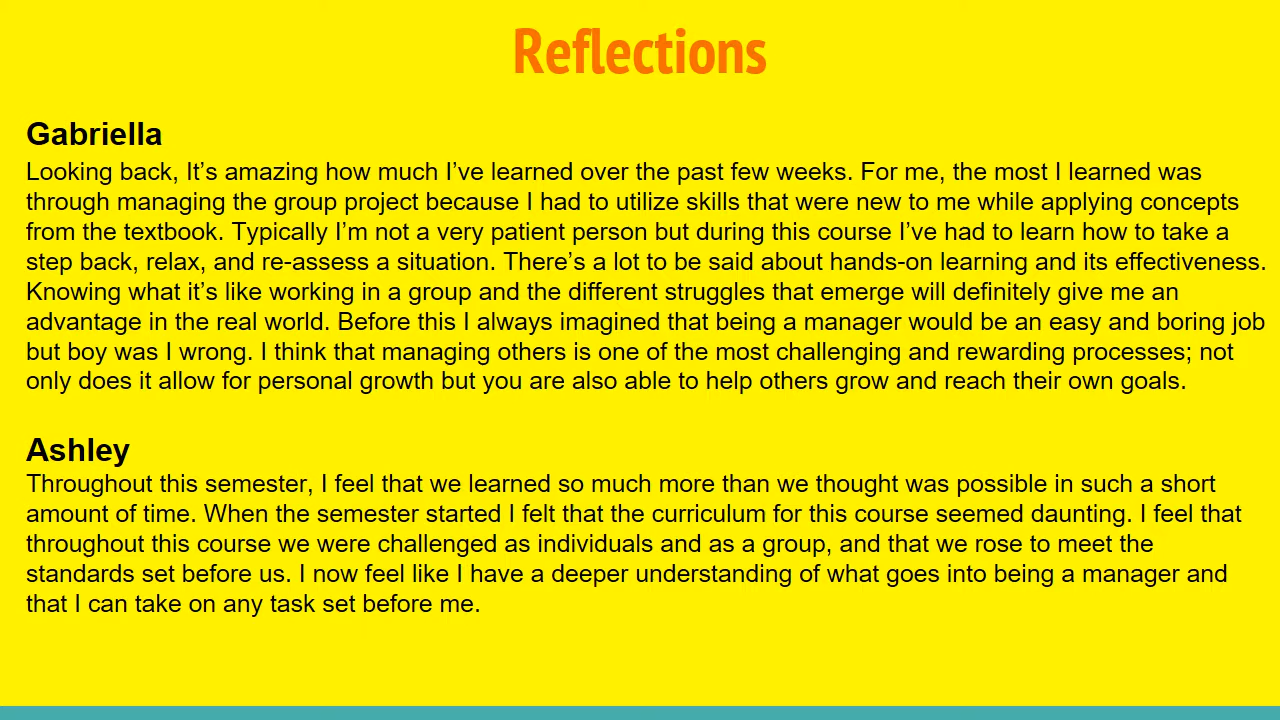 Reflections
Gabriella
Looking back, It’s amazing how much I’ve learned over the past few weeks. For me, the most I learned was
through managing the group project because I had to utilize skills that were new to me while applying concepts
from the textbook. Typically I’m not a very patient person but during this course I’ve had to learn how to take a
step back, relax, and re-assess a situation. There’s a lot to be said about hands-on learning and its effectiveness.
Knowing what it’s like working in a group and the different struggles that emerge will definitely give me an
advantage in the real world. Before this I always imagined that being a manager would be an easy and boring job
but boy was I wrong. I think that managing others is one of the most challenging and rewarding processes; not
only does it allow for personal growth but you are also able to help others grow and reach their own goals.
Ashley
Throughout this semester, I feel that we learned so much more than we thought was possible in such a short
amount of time. When the semester started I felt that the curriculum for this course seemed daunting. I feel that
throughout this course we were challenged as individuals and as a group, and that we rose to meet the
standards set before us. I now feel like I have a deeper understanding of what goes into being a manager and
that I can take on any task set before me.